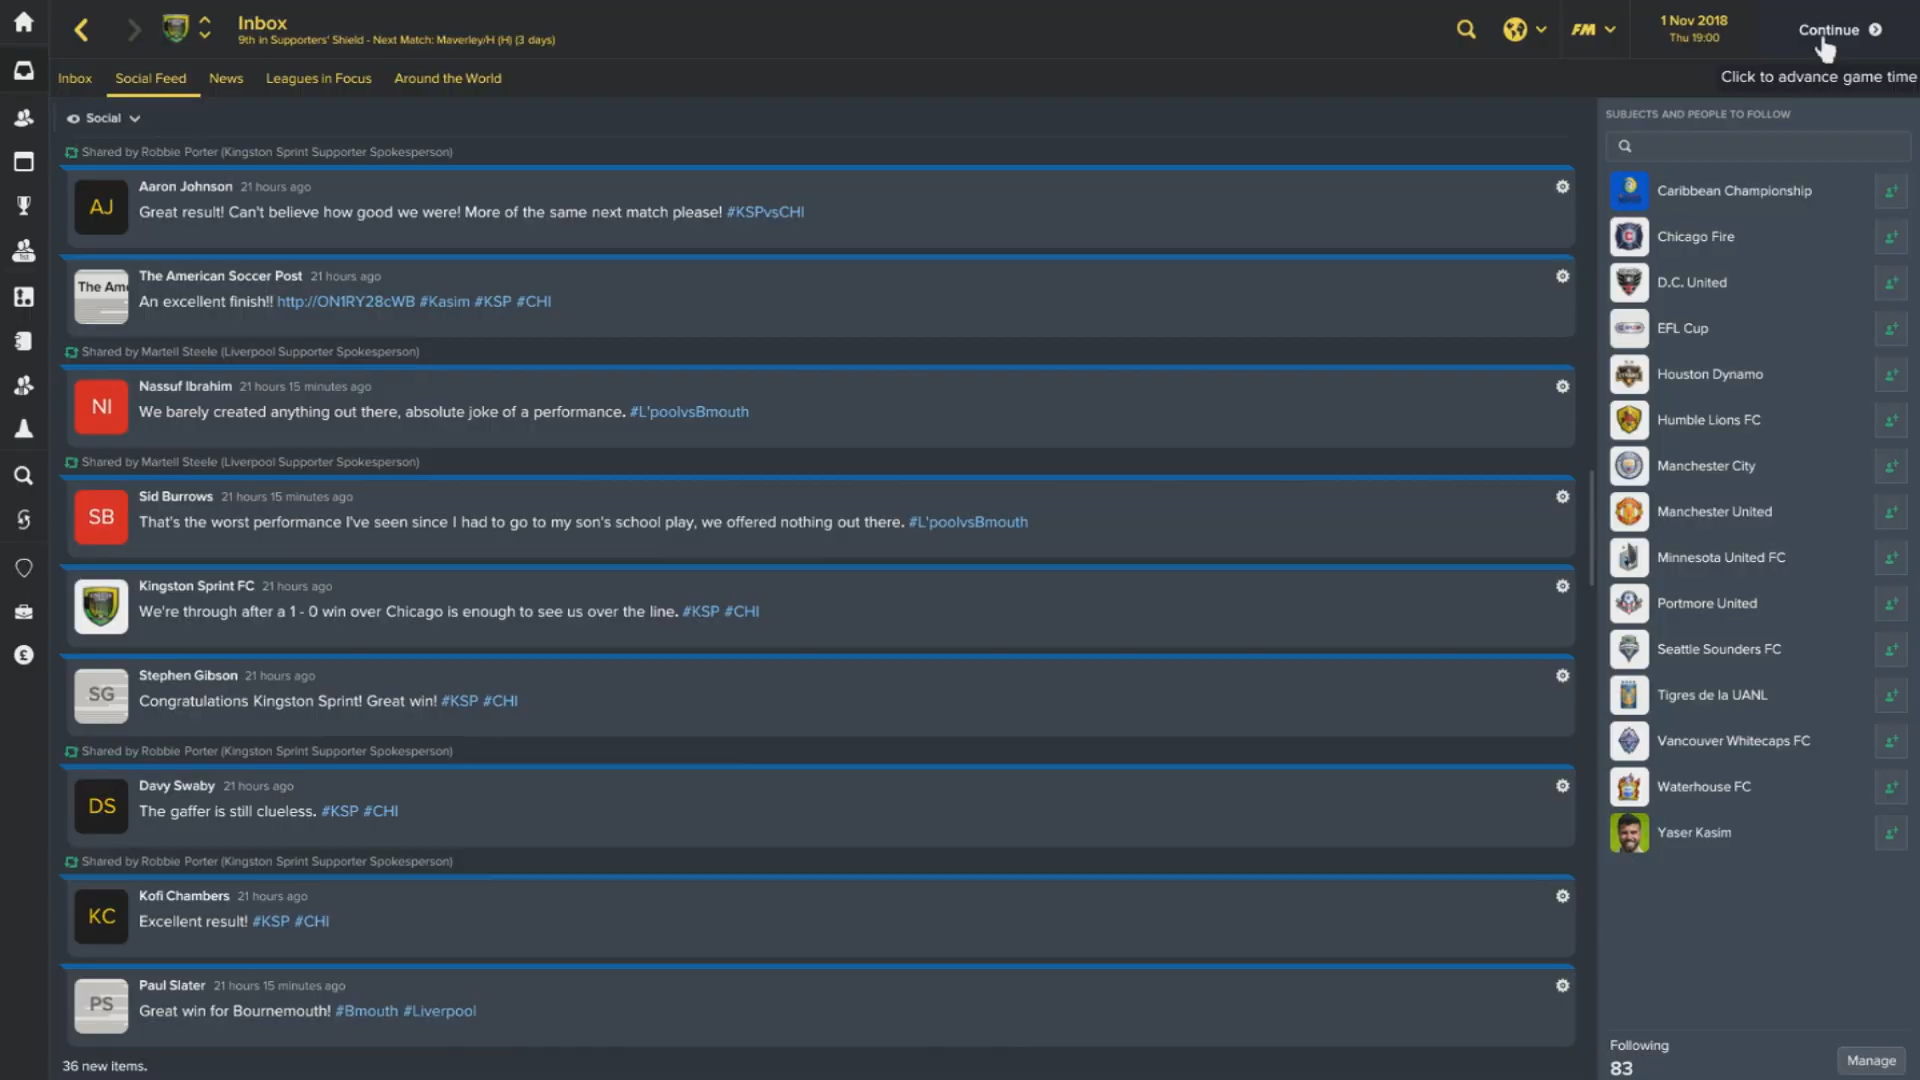 Inbox
9th in Supporters' Shield - Next Match: Maverley/H (H) (3 days)
FM
1 Nov 2018
Thu 19:00
Continue
Click to advance game time
Inbox
Social Feed
News
Leagues in Focus
Around the World
Social
Shared by Robbie Porter (Kingston Sprint Supporter Spokesperson)
AJ
Aaron Johnson 21 hours ago
Great result! Can't believe how good we were! More of the same next match please! #KSPvsCHI
The Ame
The American Soccer Post 21 hours ago
An excellent finish!! http://ON1RY28cWB #Kasim #KSP #CHI
Shared by Martell Steele (Liverpool Supporter Spokesperson)
NI
Nassuf Ibrahim 21 hours 15 minutes ago
We barely created anything out there, absolute joke of a performance. #L'poolvsBmouth
Shared by Martell Steele (Liverpool Supporter Spokesperson)
SB
Sid Burrows 21 hours 15 minutes ago
That's the worst performance I've seen since I had to go to my son's school play, we offered nothing out there. #L'poolvsBmouth
Kingston Sprint FC 21 hours ago
We're through after a 1 - 0 win over Chicago is enough to see us over the line. #KSP #CHI
SG
Stephen Gibson 21 hours ago
Congratulations Kingston Sprint! Great win! #KSP #CHI
Shared by Robbie Porter (Kingston Sprint Supporter Spokesperson)
DS
Davy Swaby 21 hours ago
The gaffer is still clueless. #KSP #CHI
Shared by Robbie Porter (Kingston Sprint Supporter Spokesperson)
KC
Kofi Chambers 21 hours ago
Excellent result! #KSP #CHI
PS
Paul Slater 21 hours 15 minutes ago
Great win for Bournemouth! #Bmouth #Liverpool
36 new items.
SUBJECTS AND PEOPLE TO FOLLOW
Caribbean Championship
Chicago Fire
D.C. United
EFL Cup
Houston Dynamo
Humble Lions FC
Manchester City
Manchester United
Minnesota United FC
Portmore United
Seattle Sounders FC
Tigres de la UANL
Vancouver Whitecaps FC
Waterhouse FC
Yaser Kasim
Following
83
Manage